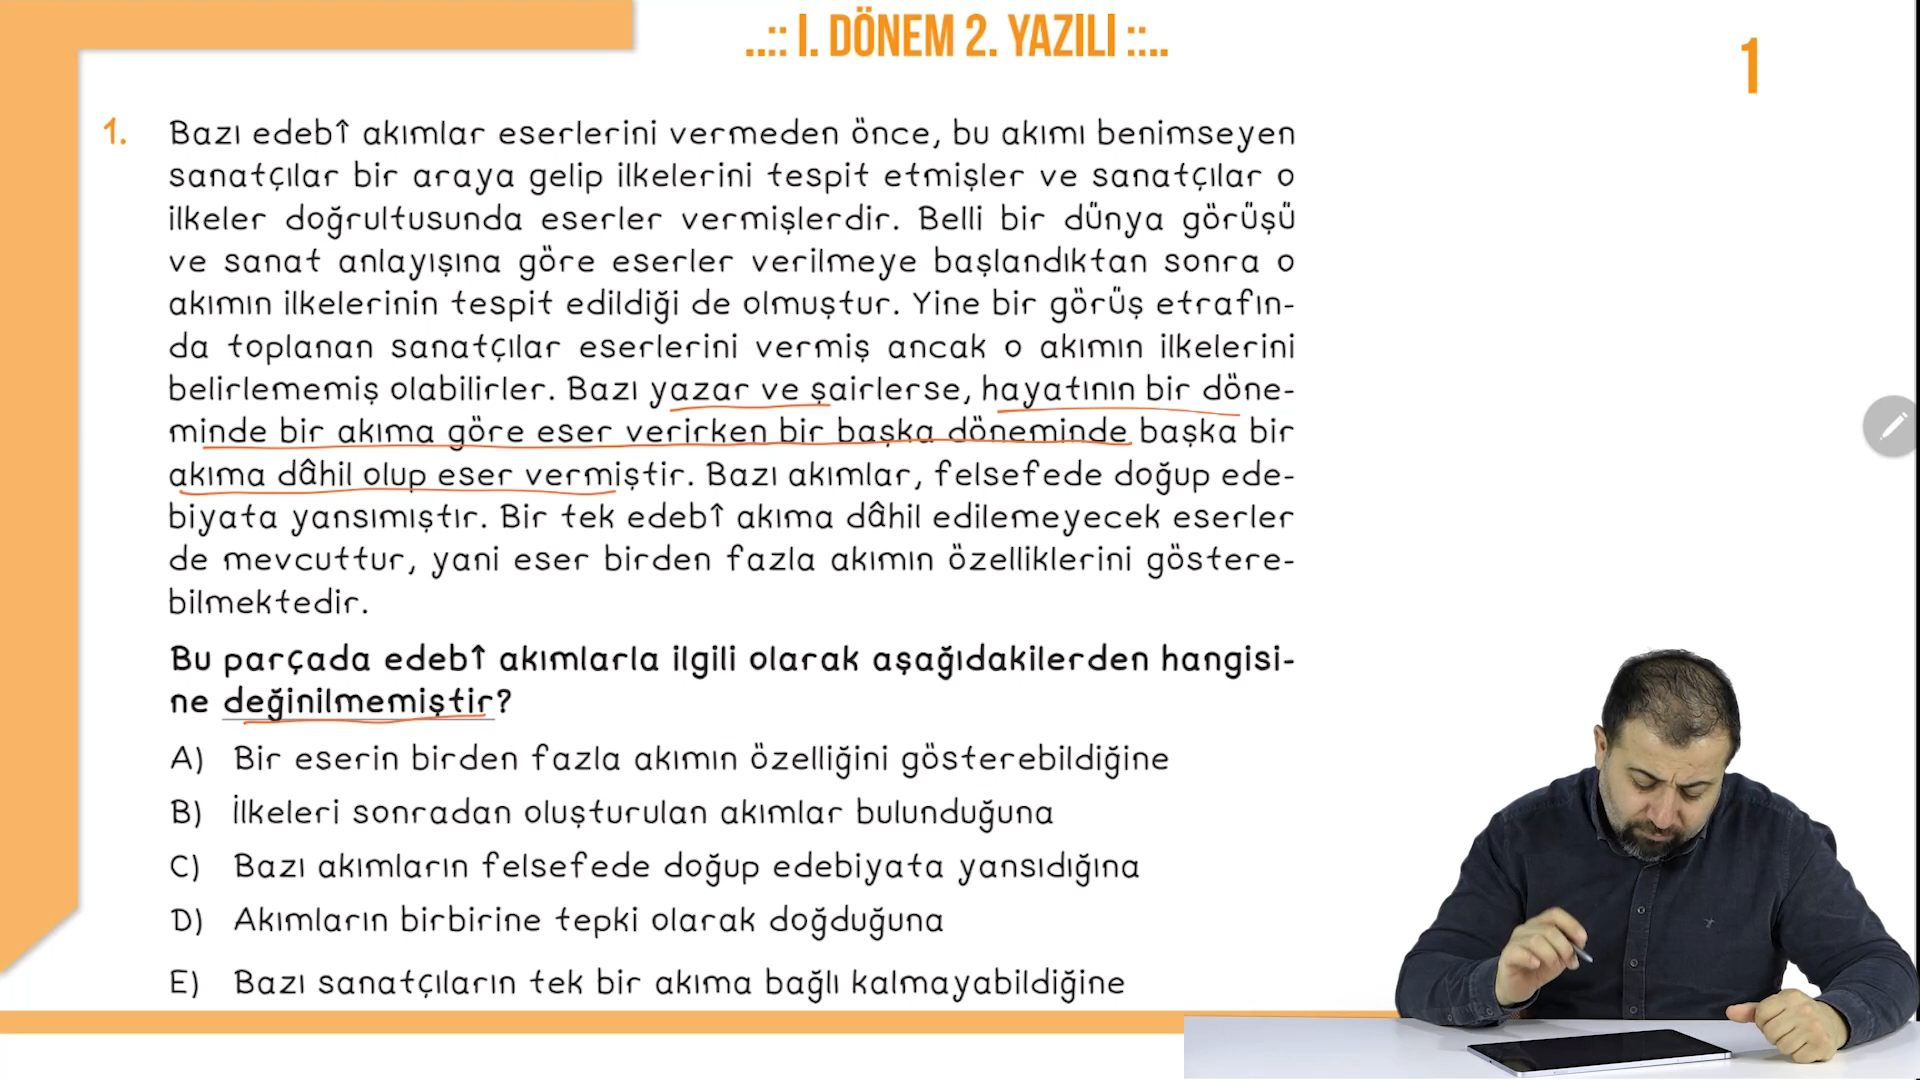 ..:: I. DÖNEM 2. YAZILI ::..
1
1. Bazı edebî akımlar eserlerini vermeden önce, bu akımı benimseyen
sanatçılar bir araya gelip ilkelerini tespit etmişler ve sanatçılar o
ilkeler doğrultusunda eserler vermişlerdir. Belli bir dünya görüşü
ve sanat anlayışına göre eserler verilmeye başlandıktan sonra o
akımın ilkelerinin tespit edildiği de olmuştur. Yine bir görüş etrafın-
da toplanan sanatçılar eserlerini vermiş ancak o akımın ilkelerini
belirlememiş olabilirler. Bazı yazar ve şairlerse, hayatının bir döne-
minde bir akıma göre eser verirken bir başka döneminde başka bir
akıma dâhil olup eser vermiştir. Bazı akımlar, felsefede doğup ede-
biyata yansımıştır. Bir tek edebî akıma dâhil edilemeyecek eserler
de mevcuttur, yani eser birden fazla akımın özelliklerini göstere-
bilmektedir.
Bu parçada edebî akımlarla ilgili olarak aşağıdakilerden hangisi-
ne değinilmemiştir?
A) Bir eserin birden fazla akımın özelliğini gösterebildiğine
B) İlkeleri sonradan oluşturulan akımlar bulunduğuna
C) Bazı akımların felsefede doğup edebiyata yansıdığına
D) Akımların birbirine tepki olarak doğduğuna
E) Bazı sanatçıların tek bir akıma bağlı kalmayabildiğine